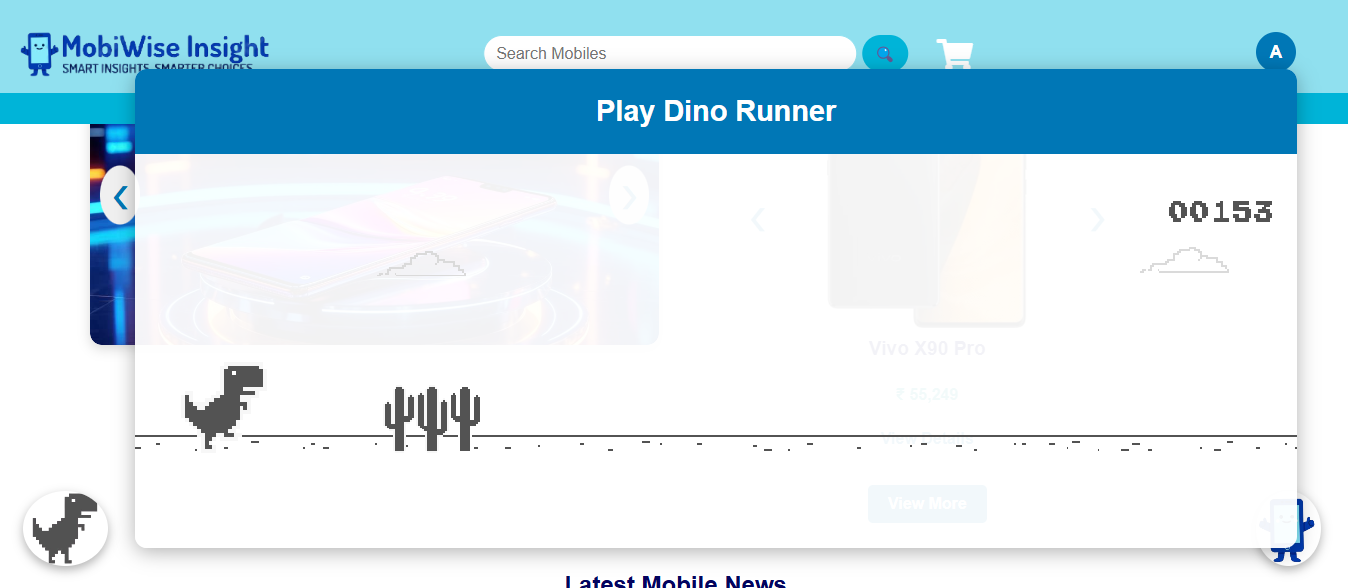 MobiWise Insight
SMART INSIGHTS, SMARTER CHOICES
Search Mobiles
A
Play Dino Runner
00153
Vivo X90 Pro
₹ 55,249
View More
Latest Mobile News